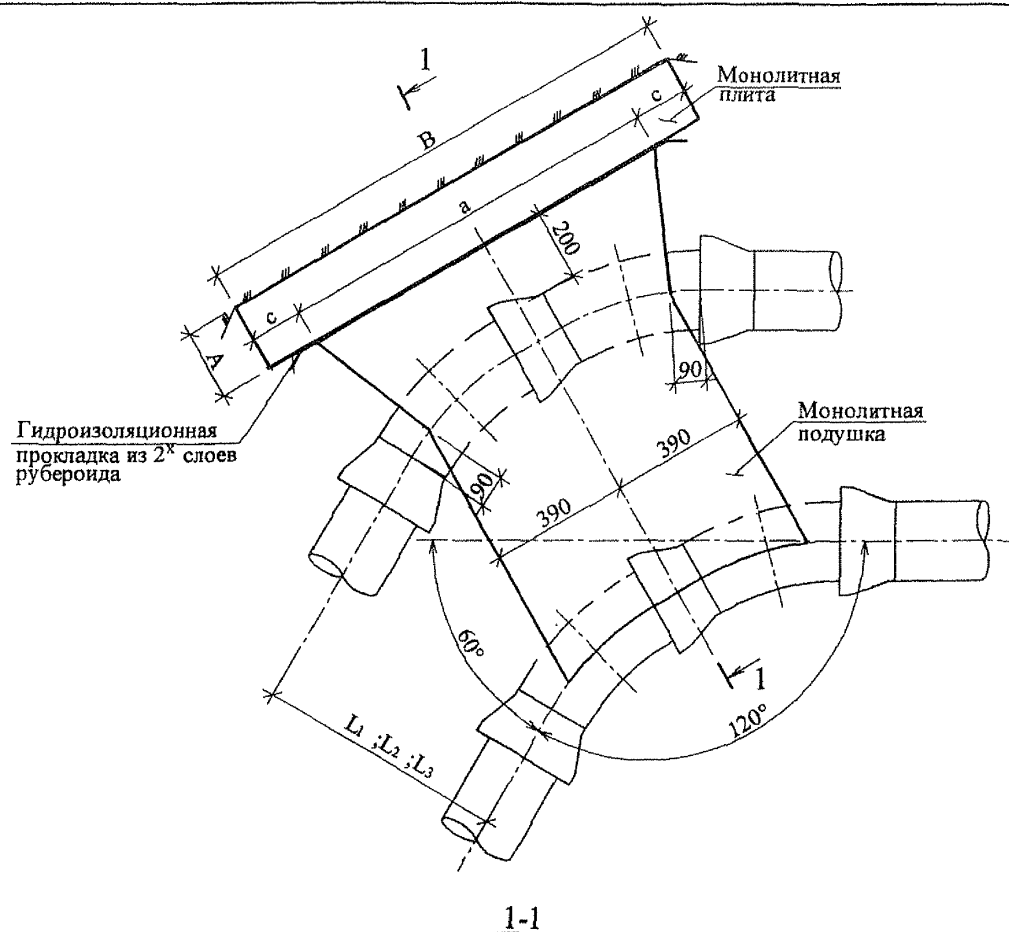 1
Монолитная
плита
c
B
a
200
c
A
90
Гидроизоляционная
прокладка из 2ˣ слоев
рубероида
Монолитная
подушка
390
90
390
60°
1
120°
L₁ ;L₂ ;L₃
1-1